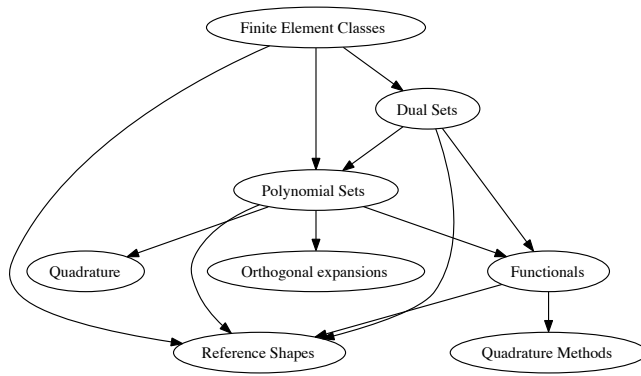 Finite Element Classes
Dual Sets
Polynomial Sets
Quadrature
Orthogonal expansions
Functionals
Reference Shapes
Quadrature Methods